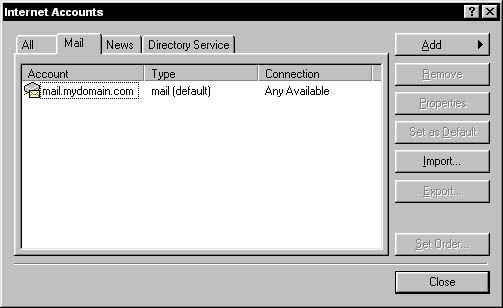 Internet Accounts
All Mail News Directory Service
Add
Account Type Connection
Remove
mail.mydomain.com mail (default) Any Available
Properties
Set as Default
Import...
Export...
Set Order...
Close